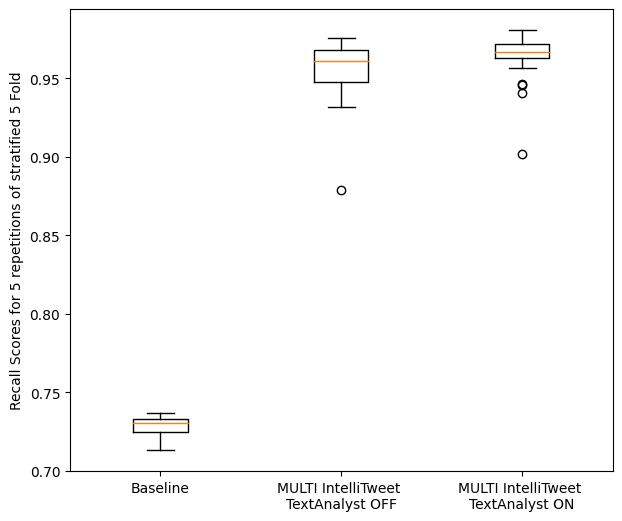 Recall Scores for 5 repetitions of stratified 5 Fold
0.95
0.90
0.85
0.80
0.75
0.70
Baseline
MULTI IntelliTweet
TextAnalyst OFF
MULTI IntelliTweet
TextAnalyst ON